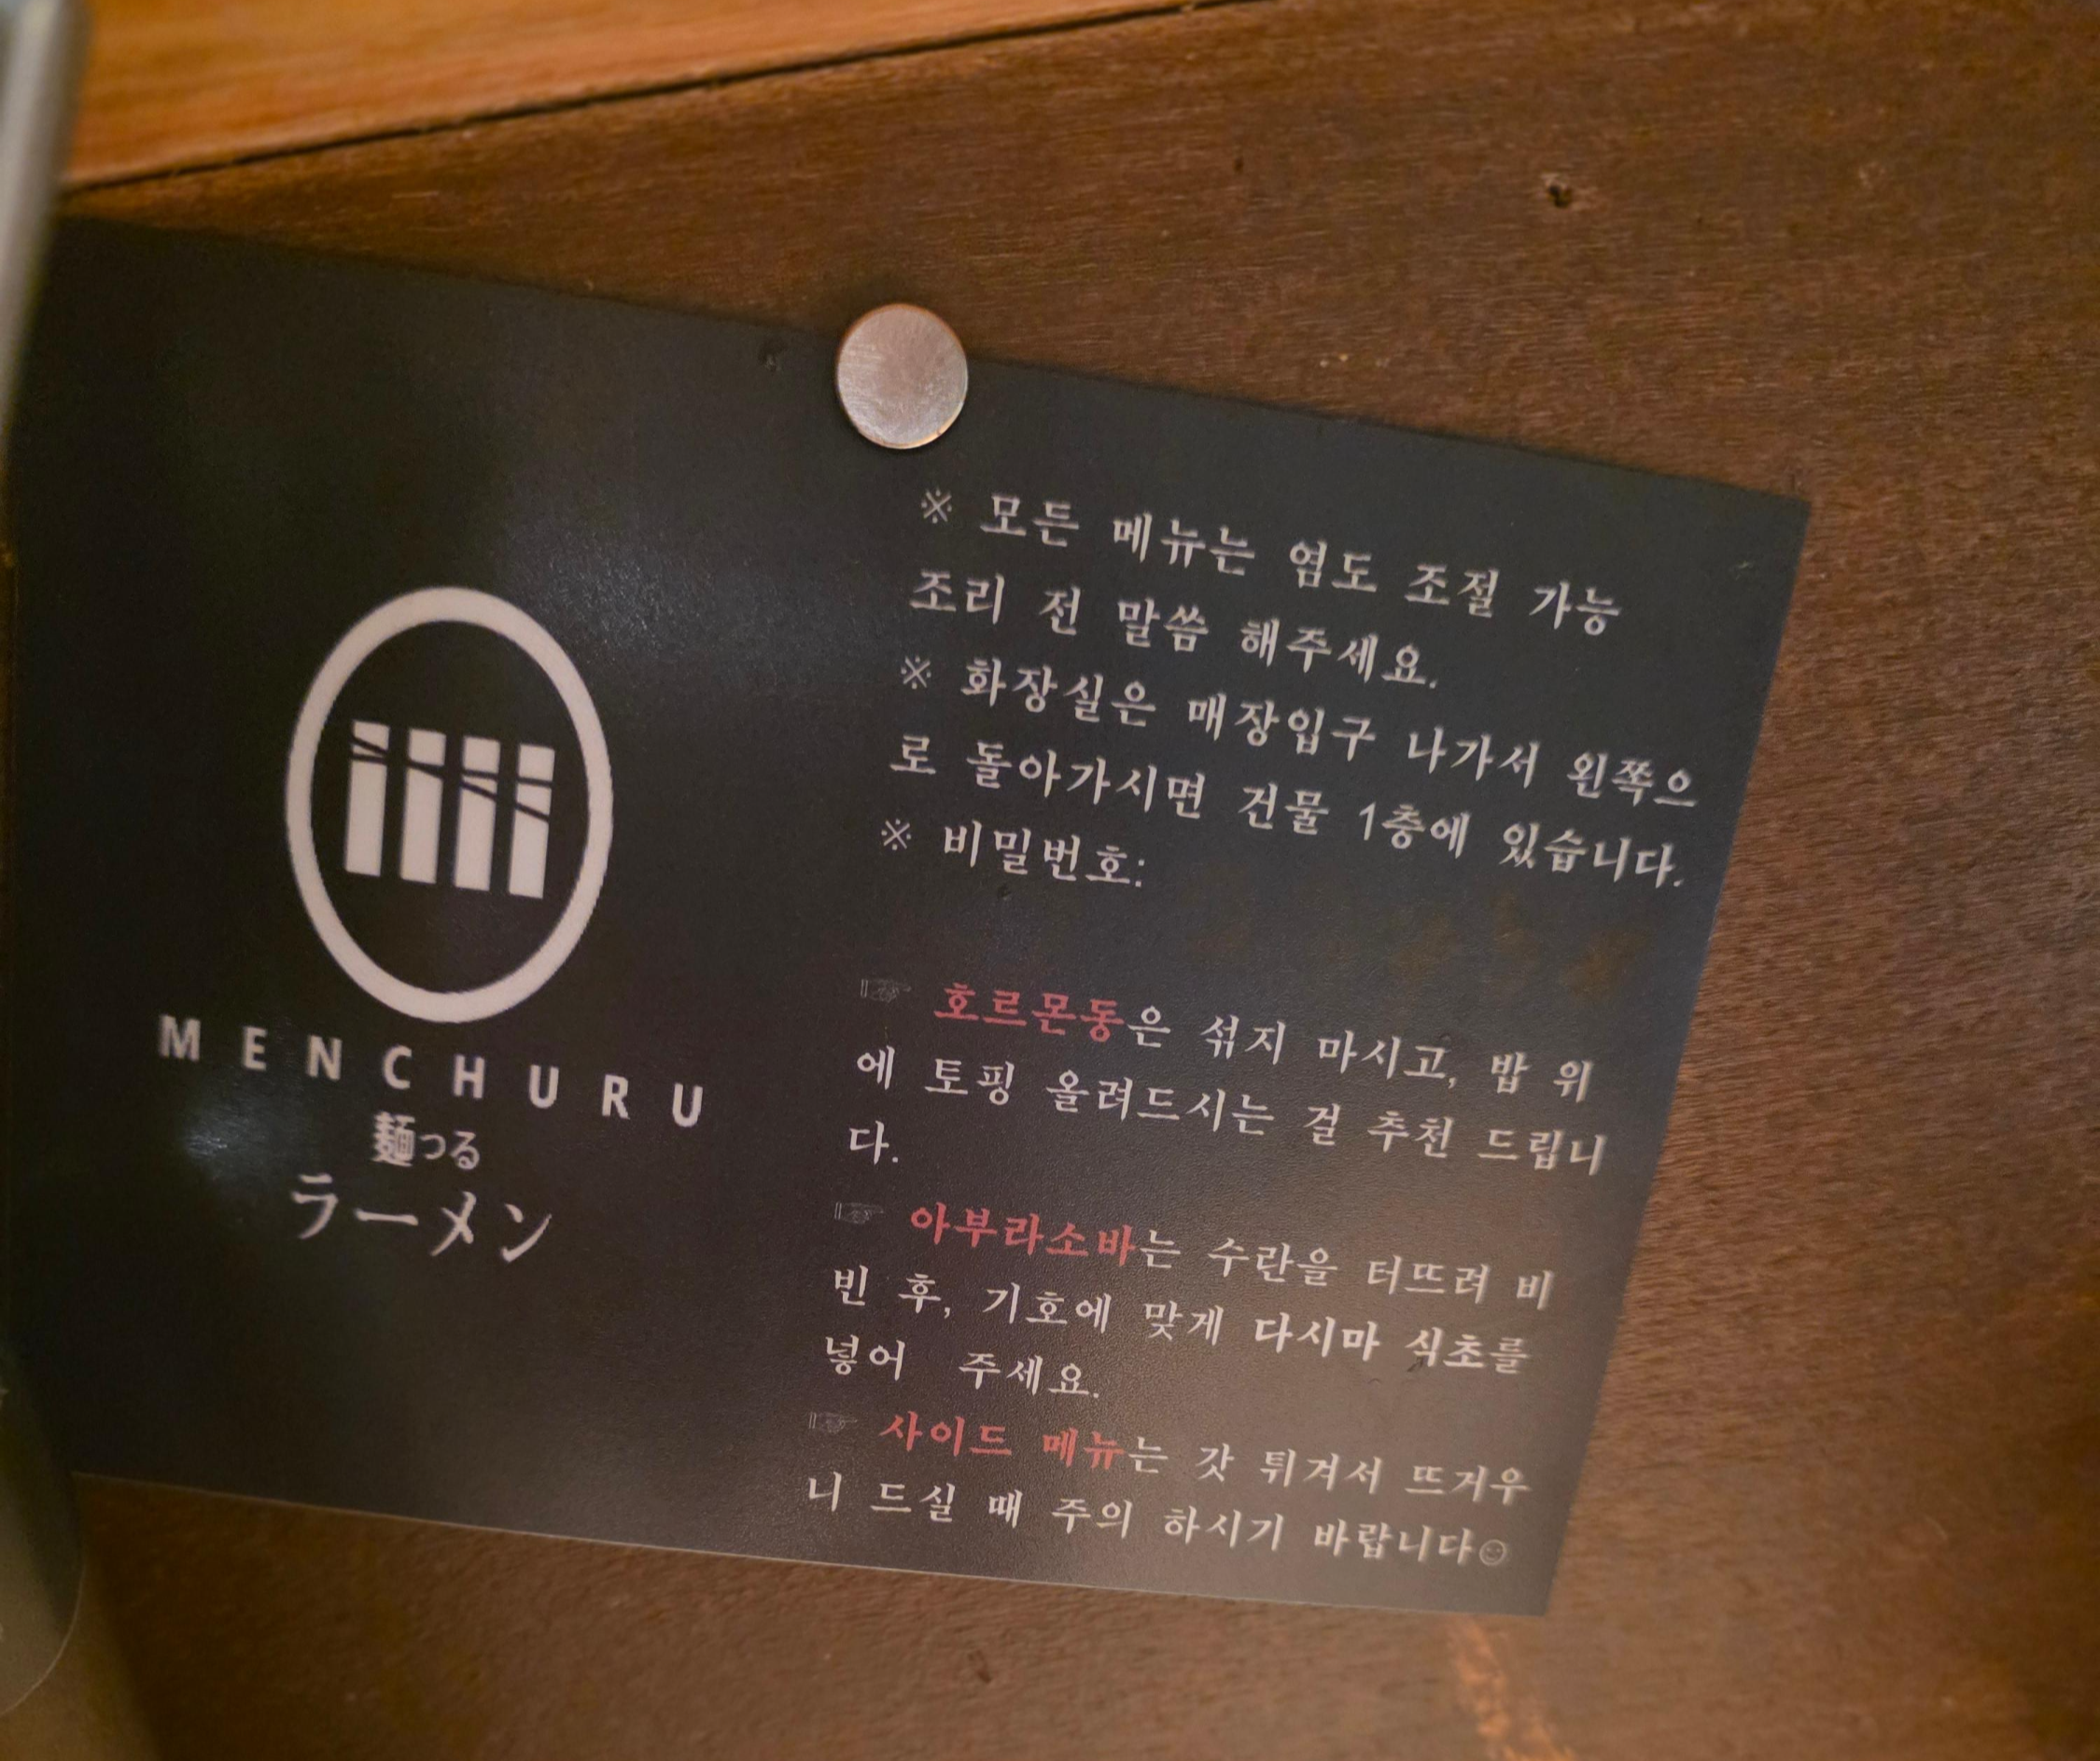 MENCHURU
麺つる
ラーメン
※ 모든 메뉴는 염도 조절 가능
조리 전 말씀 해주세요.
※ 화장실은 매장입구 나가서 왼쪽으
로 돌아가시면 건물 1층에 있습니다.
※ 비밀번호:
☞ 호르몬동은 섞지 마시고, 밥 위
에 토핑 올려드시는 걸 추천 드립니
다.
☞ 아부라소바는 수란을 터뜨려 비
빈 후, 기호에 맞게 다시마 식초를
넣어 주세요.
☞ 사이드 메뉴는 갓 튀겨서 뜨거우
니 드실 때 주의 하시기 바랍니다☺